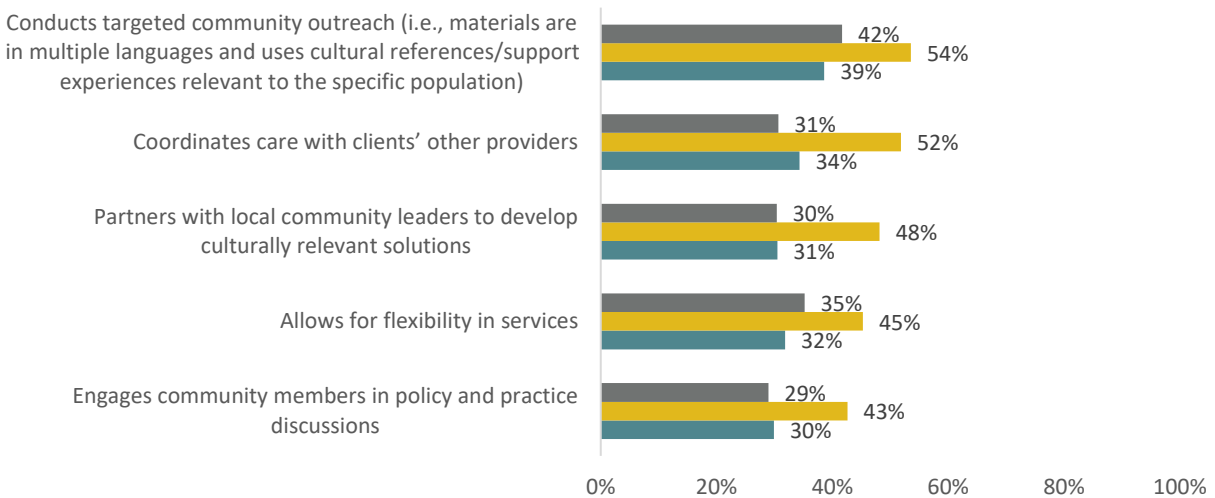 Conducts targeted community outreach (i.e., materials are
in multiple languages and uses cultural references/support
experiences relevant to the specific population)
42%
54%
39%
Coordinates care with clients’ other providers
31%
52%
34%
Partners with local community leaders to develop
culturally relevant solutions
30%
48%
31%
Allows for flexibility in services
35%
45%
32%
Engages community members in policy and practice
discussions
29%
43%
30%
0% 20% 40% 60% 80% 100%